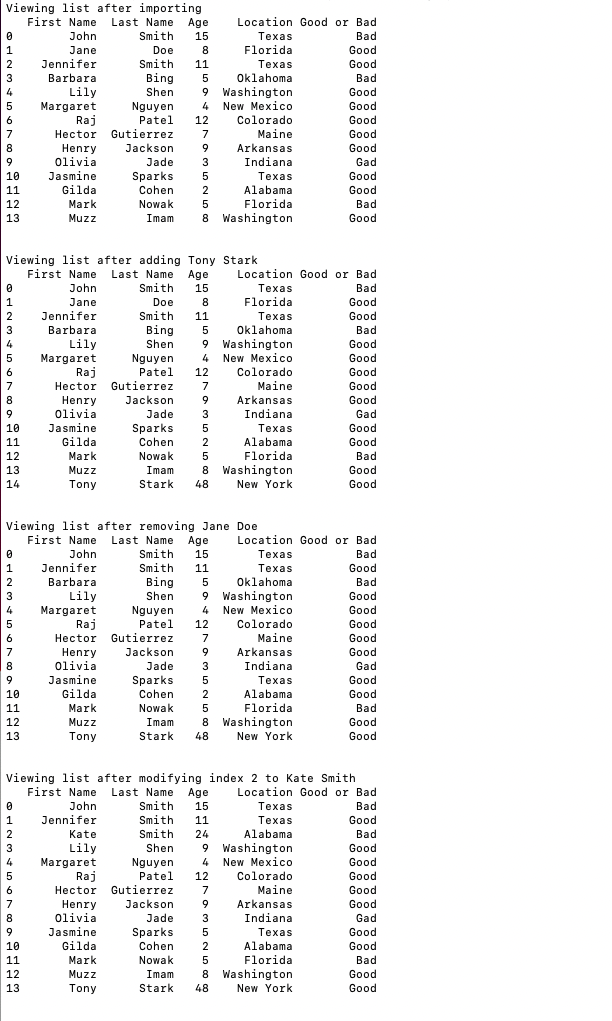 Viewing list after importing
First Name Last Name Age Location Good or Bad
0 John Smith 15 Texas Bad
1 Jane Doe 8 Florida Good
2 Jennifer Smith 11 Texas Good
3 Barbara Bing 5 Oklahoma Bad
4 Lily Shen 9 Washington Good
5 Margaret Nguyen 4 New Mexico Good
6 Raj Patel 12 Colorado Good
7 Hector Gutierrez 7 Maine Good
8 Henry Jackson 9 Arkansas Good
9 Olivia Jade 3 Indiana Gad
10 Jasmine Sparks 5 Texas Good
11 Gilda Cohen 2 Alabama Good
12 Mark Nowak 5 Florida Bad
13 Muzz Imam 8 Washington Good
Viewing list after adding Tony Stark
First Name Last Name Age Location Good or Bad
0 John Smith 15 Texas Bad
1 Jane Doe 8 Florida Good
2 Jennifer Smith 11 Texas Good
3 Barbara Bing 5 Oklahoma Bad
4 Lily Shen 9 Washington Good
5 Margaret Nguyen 4 New Mexico Good
6 Raj Patel 12 Colorado Good
7 Hector Gutierrez 7 Maine Good
8 Henry Jackson 9 Arkansas Good
9 Olivia Jade 3 Indiana Gad
10 Jasmine Sparks 5 Texas Good
11 Gilda Cohen 2 Alabama Good
12 Mark Nowak 5 Florida Bad
13 Muzz Imam 8 Washington Good
14 Tony Stark 48 New York Good
Viewing list after removing Jane Doe
First Name Last Name Age Location Good or Bad
0 John Smith 15 Texas Bad
1 Jennifer Smith 11 Texas Good
2 Barbara Bing 5 Oklahoma Bad
3 Lily Shen 9 Washington Good
4 Margaret Nguyen 4 New Mexico Good
5 Raj Patel 12 Colorado Good
6 Hector Gutierrez 7 Maine Good
7 Henry Jackson 9 Arkansas Good
8 Olivia Jade 3 Indiana Gad
9 Jasmine Sparks 5 Texas Good
10 Gilda Cohen 2 Alabama Good
11 Mark Nowak 5 Florida Bad
12 Muzz Imam 8 Washington Good
13 Tony Stark 48 New York Good
Viewing list after modifying index 2 to Kate Smith
First Name Last Name Age Location Good or Bad
0 John Smith 15 Texas Bad
1 Jennifer Smith 11 Texas Good
2 Kate Smith 24 Alabama Bad
3 Lily Shen 9 Washington Good
4 Margaret Nguyen 4 New Mexico Good
5 Raj Patel 12 Colorado Good
6 Hector Gutierrez 7 Maine Good
7 Henry Jackson 9 Arkansas Good
8 Olivia Jade 3 Indiana Gad
9 Jasmine Sparks 5 Texas Good
10 Gilda Cohen 2 Alabama Good
11 Mark Nowak 5 Florida Bad
12 Muzz Imam 8 Washington Good
13 Tony Stark 48 New York Good